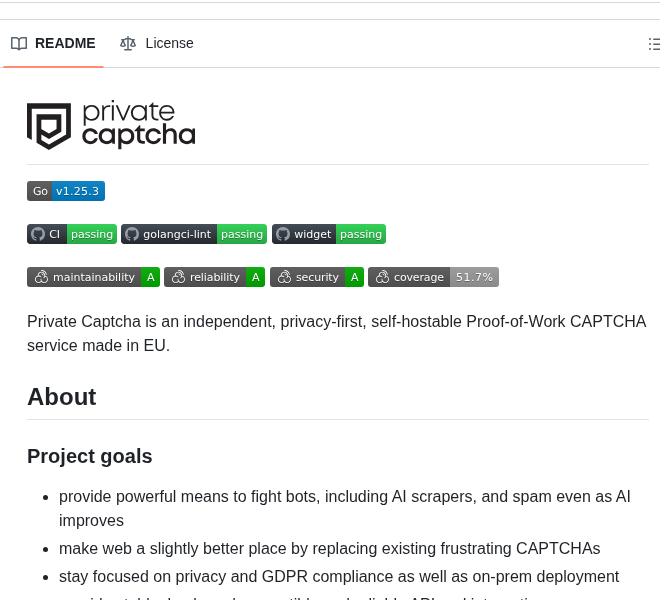 README License
private
captcha
Go v1.25.3
CI passing golangci-lint passing widget passing
maintainability A reliability A security A coverage 51.7%
Private Captcha is an independent, privacy-first, self-hostable Proof-of-Work CAPTCHA
service made in EU.
About
Project goals
provide powerful means to fight bots, including AI scrapers, and spam even as AI
improves
make web a slightly better place by replacing existing frustrating CAPTCHAs
stay focused on privacy and GDPR compliance as well as on-prem deployment